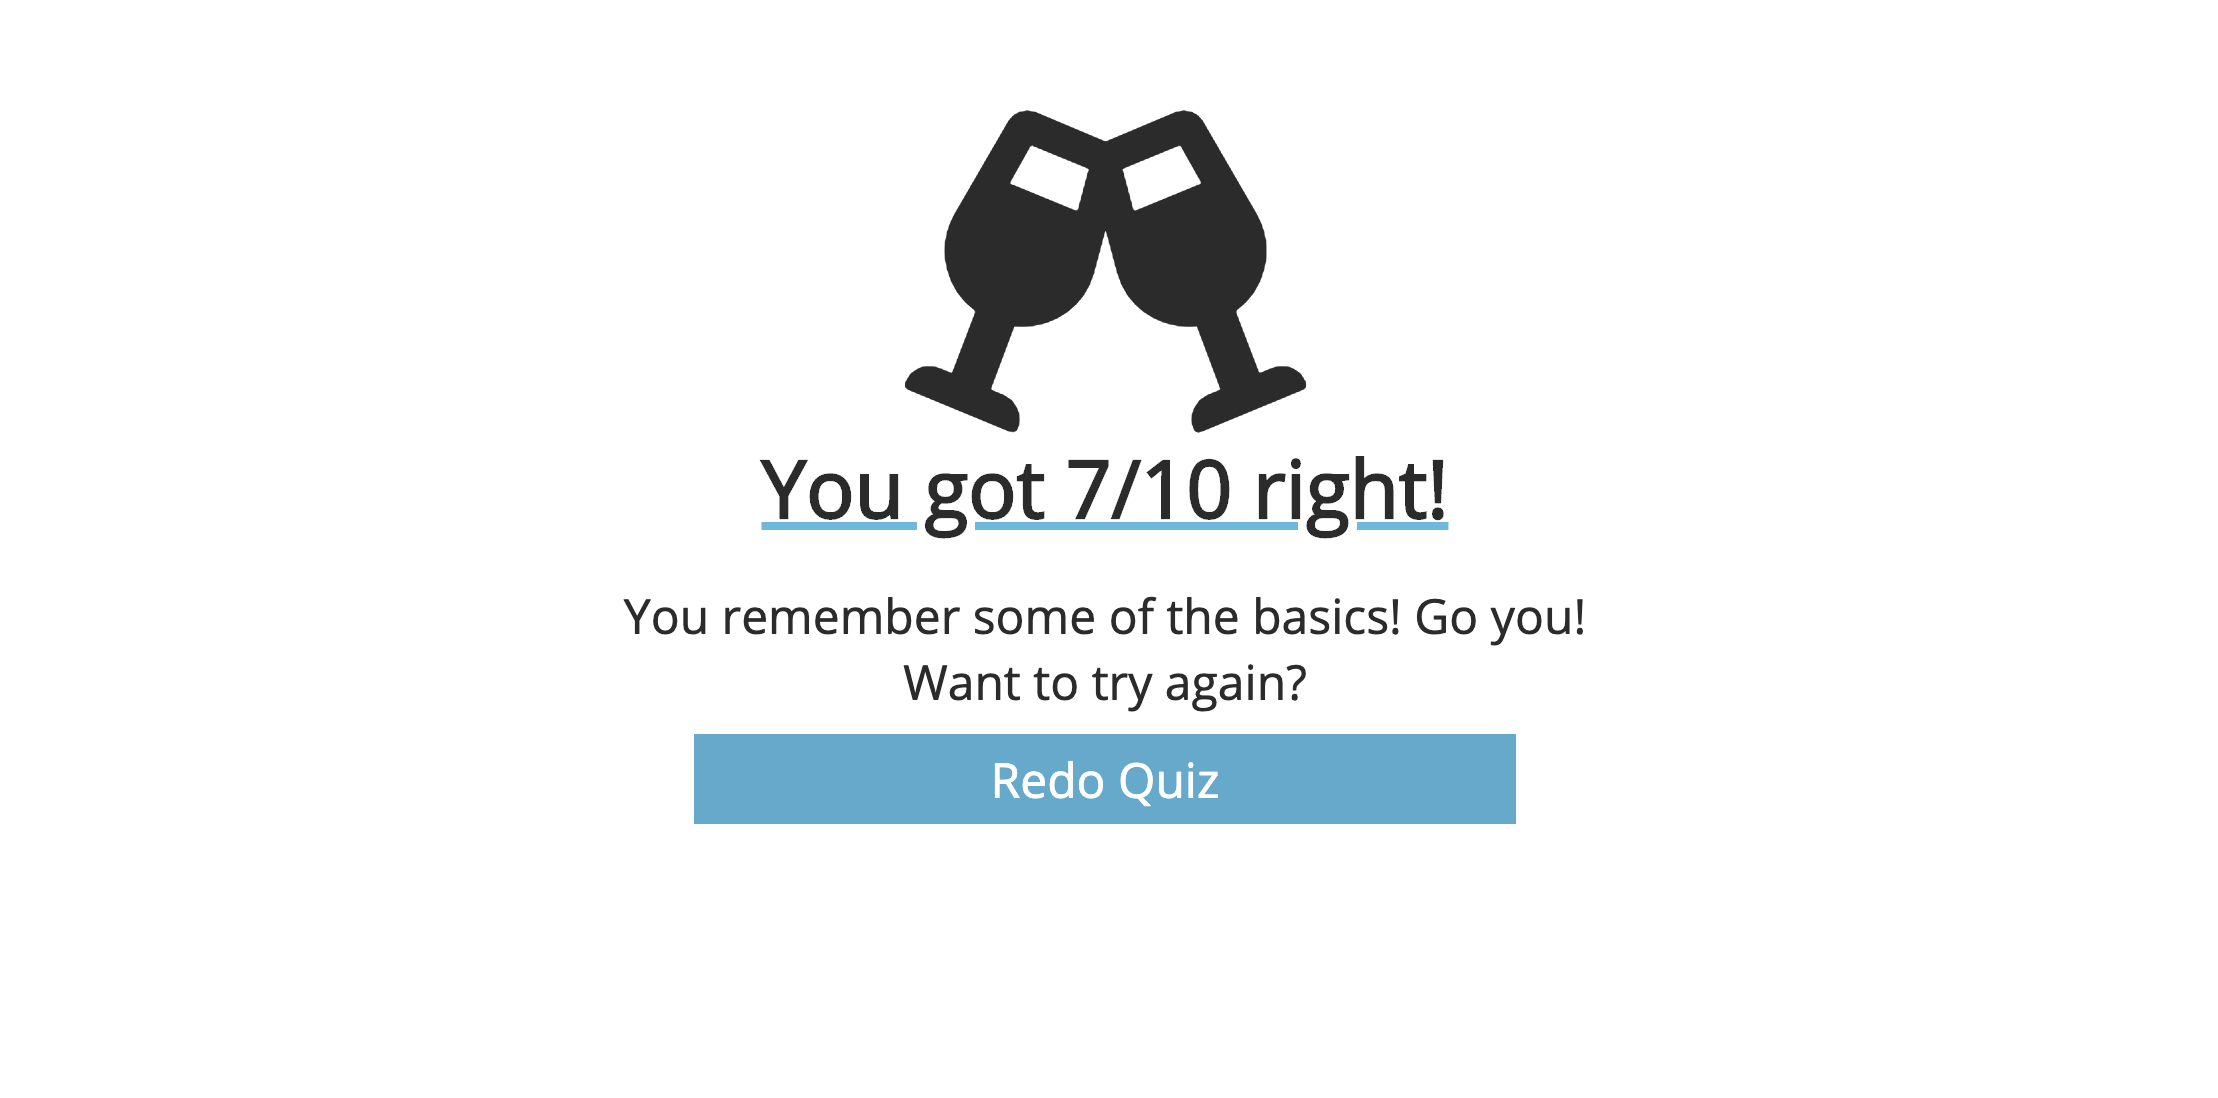 You got 7/10 right!
You remember some of the basics! Go you!
Want to try again?
Redo Quiz